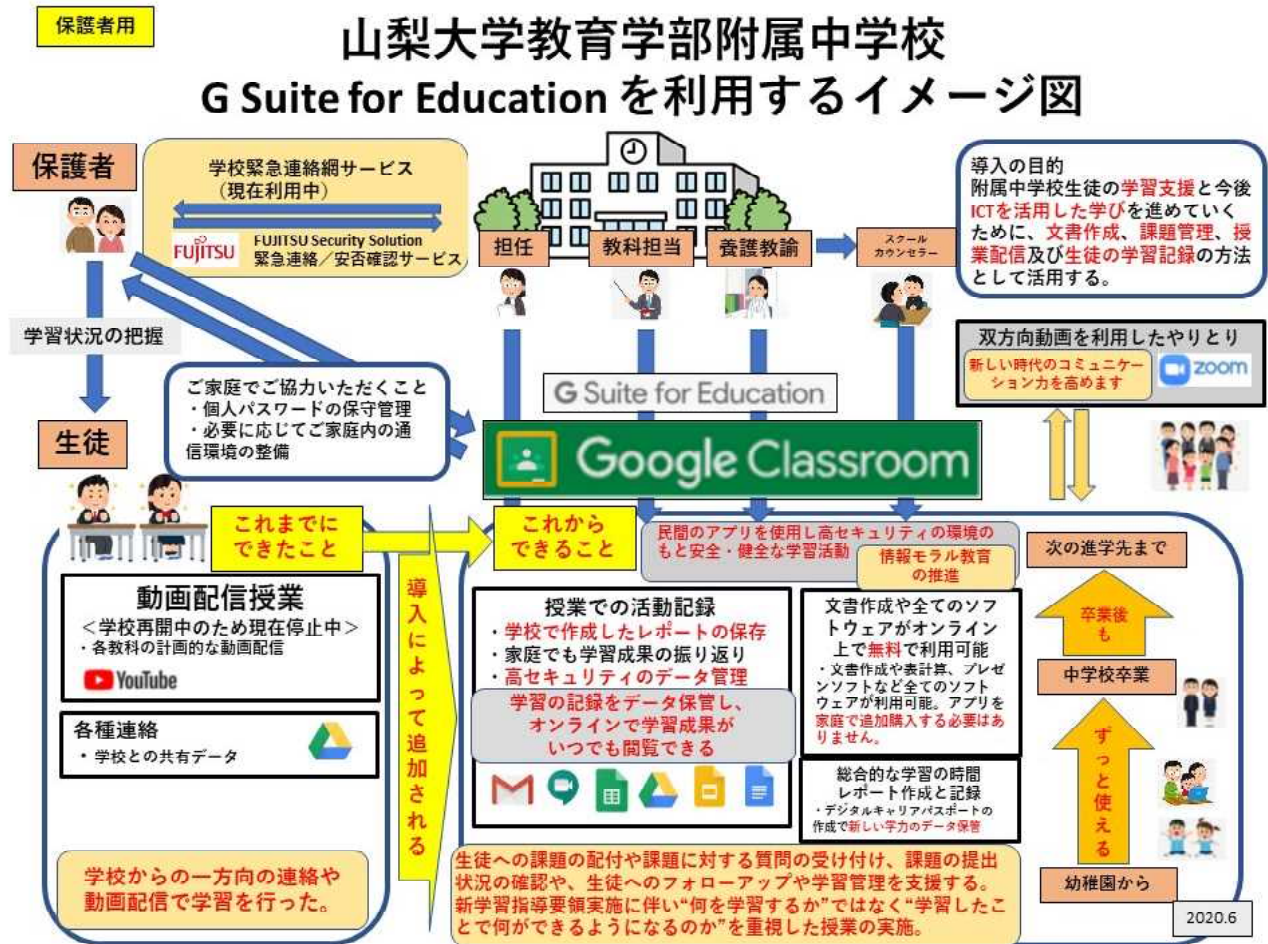 保護者用
山梨大学教育学部附属中学校
G Suite for Education を利用するイメージ図
保護者
学校緊急連絡網サービス
（現在利用中）
FUJITSU
FUJITSU Security Solution
緊急連絡／安否確認サービス
担任
教科担当
養護教諭
スクール
カウンセラー
導入の目的
附属中学校生徒の学習支援と今後
ICTを活用した学びを進めていく
ために、文書作成、課題管理、授
業配信及び生徒の学習記録の方法
として活用する。
学習状況の把握
双方向動画を利用したやりとり
新しい時代のコミュニケー
ション力を高めます
zoom
ご家庭でご協力いただくこと
・個人パスワードの保守管理
・必要に応じてご家庭内の通
信環境の整備
G Suite for Education
Google Classroom
生徒
これまでに
できたこと
これから
できること
民間のアプリを使用し高セキュリティの環境の
もと安全・健全な学習活動
情報モラル教育
の推進
次の進学先まで
動画配信授業
＜学校再開中のため現在停止中＞
・各教科の計画的な動画配信
YouTube
各種連絡
・学校との共有データ
導入によって追加される
授業での活動記録
・学校で作成したレポートの保存
・家庭でも学習成果の振り返り
・高セキュリティのデータ管理
学習の記録をデータ保管し、
オンラインで学習成果が
いつでも閲覧できる
文書作成や全てのソフ
トウェアがオンライン
上で無料で利用可能
・文書作成や表計算、プレゼ
ンソフトなど全てのソフト
ウェアが利用可能。アプリを
家庭で追加購入する必要はあ
りません。
総合的な学習の時間
レポート作成と記録
・デジタルキャリアパスポートの
作成で新しい学力のデータ保管
卒業後
も
中学校卒業
ずっと使える
幼稚園から
学校からの一方向の連絡や
動画配信で学習を行った。
生徒への課題の配付や課題に対する質問の受け付け、課題の提出
状況の確認や、生徒へのフォローアップや学習管理を支援する。
新学習指導要領実施に伴い“何を学習するか”ではなく“学習したこ
とで何ができるようになるのか”を重視した授業の実施。
2020.6